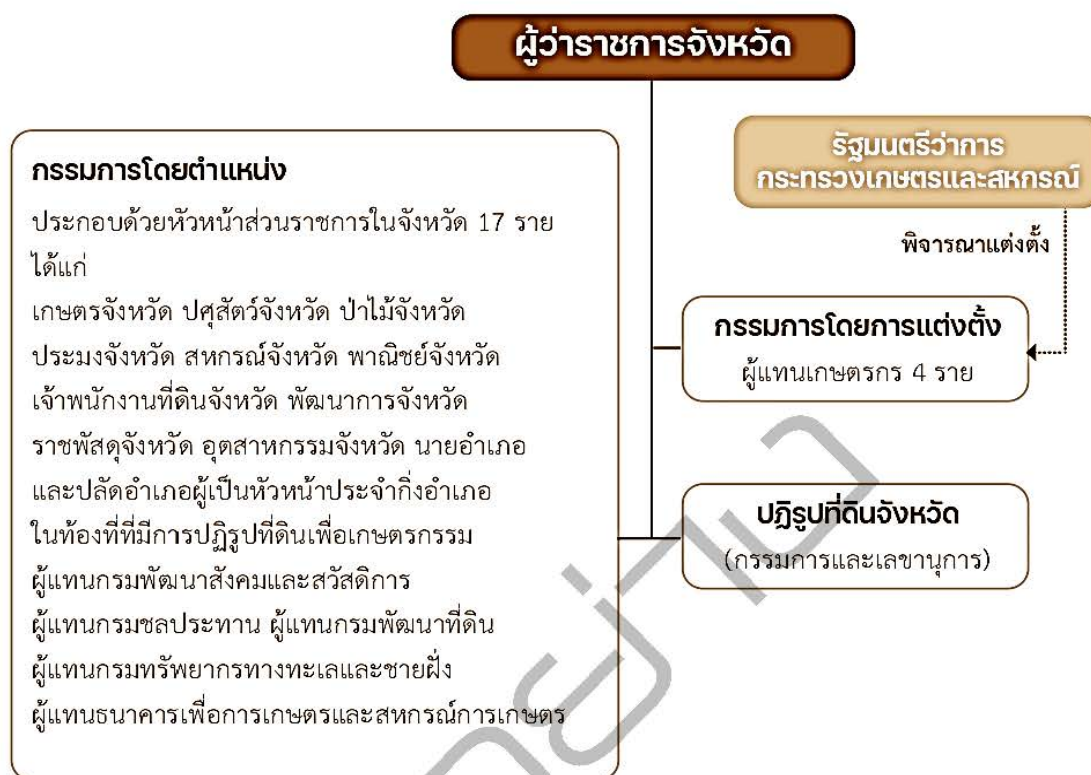 ผู้ว่าราชการจังหวัด
กรรมการโดยตำแหน่ง
ประกอบด้วยหัวหน้าส่วนราชการในจังหวัด 17 ราย
ได้แก่
เกษตรจังหวัด ปศุสัตว์จังหวัด ป่าไม้จังหวัด
ประมงจังหวัด สหกรณ์จังหวัด พาณิชย์จังหวัด
เจ้าพนักงานที่ดินจังหวัด พัฒนาการจังหวัด
ราชพัสดุจังหวัด อุตสาหกรรมจังหวัด นายอำเภอ
และปลัดอำเภอผู้เป็นหัวหน้าประจำกิ่งอำเภอ
ในท้องที่ที่มีการปฏิรูปที่ดินเพื่อเกษตรกรรม
ผู้แทนกรมพัฒนาสังคมและสวัสดิการ
ผู้แทนกรมชลประทาน ผู้แทนกรมพัฒนาที่ดิน
ผู้แทนกรมทรัพยากรทางทะเลและชายฝั่ง
ผู้แทนธนาคารเพื่อการเกษตรและสหกรณ์การเกษตร
รัฐมนตรีว่าการ
กระทรวงเกษตรและสหกรณ์
พิจารณาแต่งตั้ง
กรรมการโดยการแต่งตั้ง
ผู้แทนเกษตรกร 4 ราย
ปฏิรูปที่ดินจังหวัด
(กรรมการและเลขานุการ)